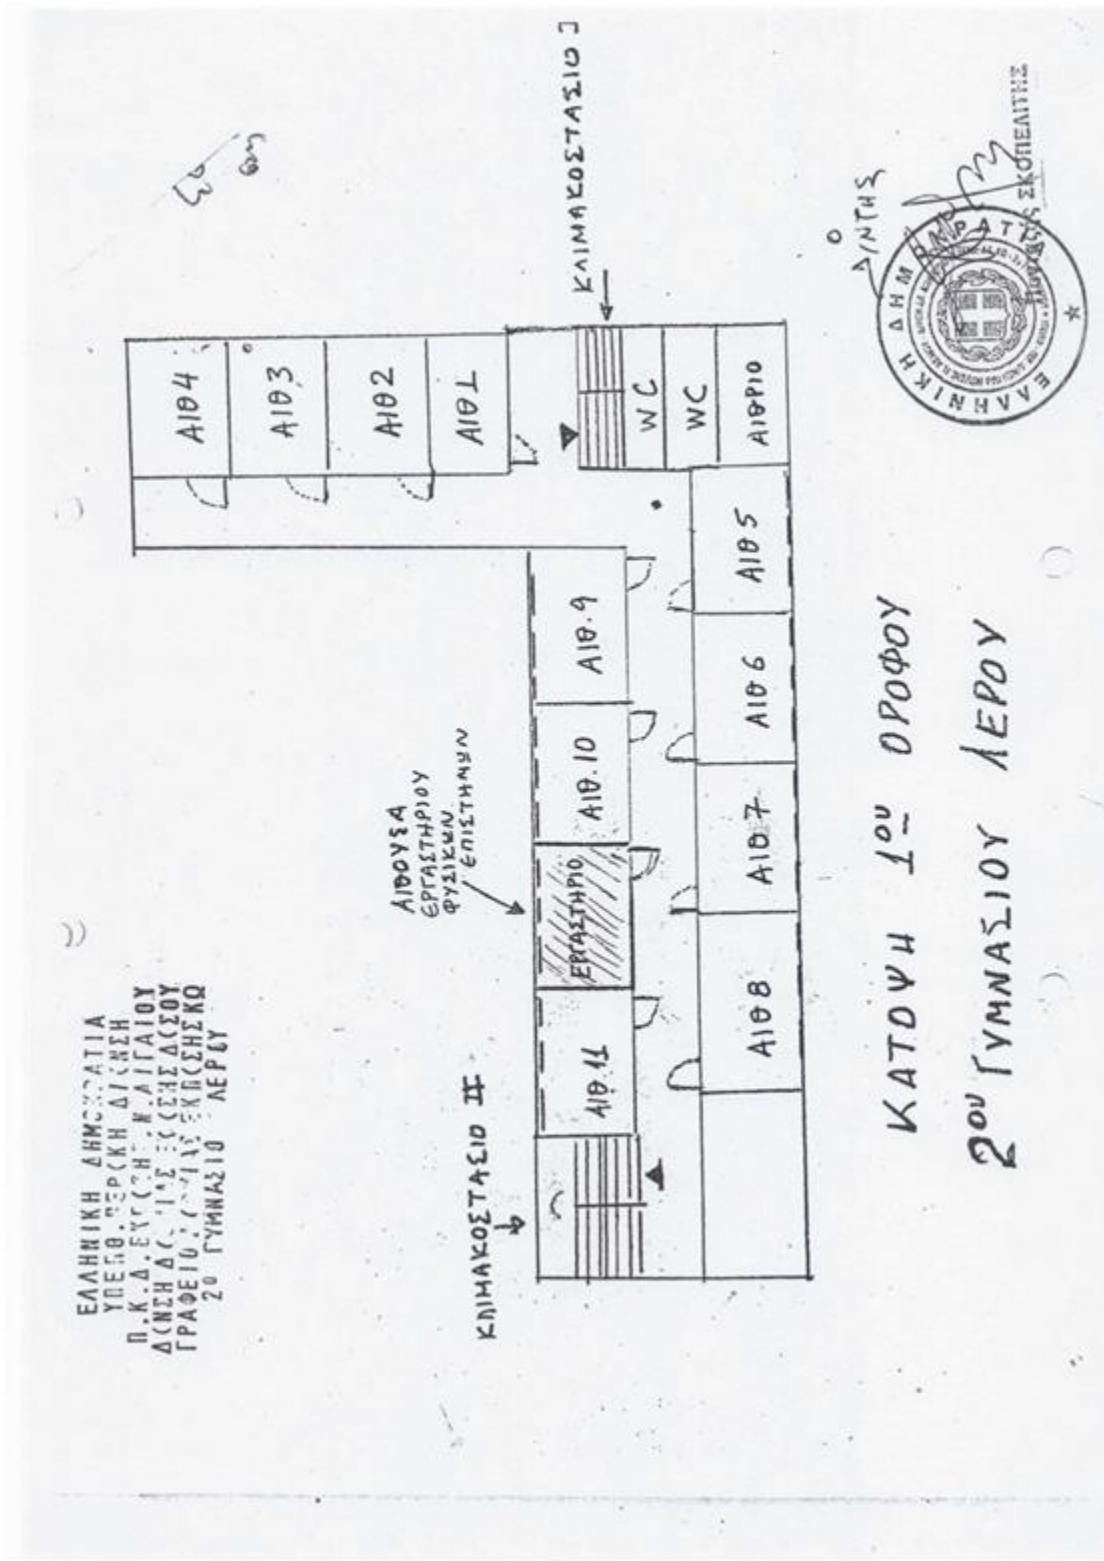 ΕΛΛΗΝΙΚΗ ΔΗΜΟΚΡΑΤΙΑ
2ο ΓΥΜΝΑΣΙΟ ΛΕΡΟΥ
ΚΛΙΜΑΚΟΣΤΑΣΙΟ II
ΑΙΘΟΥΣΑ
ΕΡΓΑΣΤΗΡΙΟΥ
ΦΥΣΙΚΩΝ
ΕΠΙΣΤΗΜΩΝ
ΚΛΙΜΑΚΟΣΤΑΣΙΟ I
ΑΙΘ 4
ΑΙΘ 3
ΑΙΘ 2
ΑΙΘ 1
WC
WC
ΑΙΘΡΙΟ
ΑΙΘ.11
ΕΡΓΑΣΤΗΡΙΟ
ΑΙΘ.10
ΑΙΘ.9
ΑΙΘ 8
ΑΙΘ 7
ΑΙΘ 6
ΑΙΘ 5
ΚΑΤΟΨΗ 1ου ΟΡΟΦΟΥ
2ου ΓΥΜΝΑΣΙΟΥ ΛΕΡΟΥ
Ο
Δ/ΝΤΗΣ
ΕΛΛΗΝΙΚΗ ΔΗΜΟΚΡΑΤΙΑ
ΣΚΟΠΕΛΙΤΗΣ